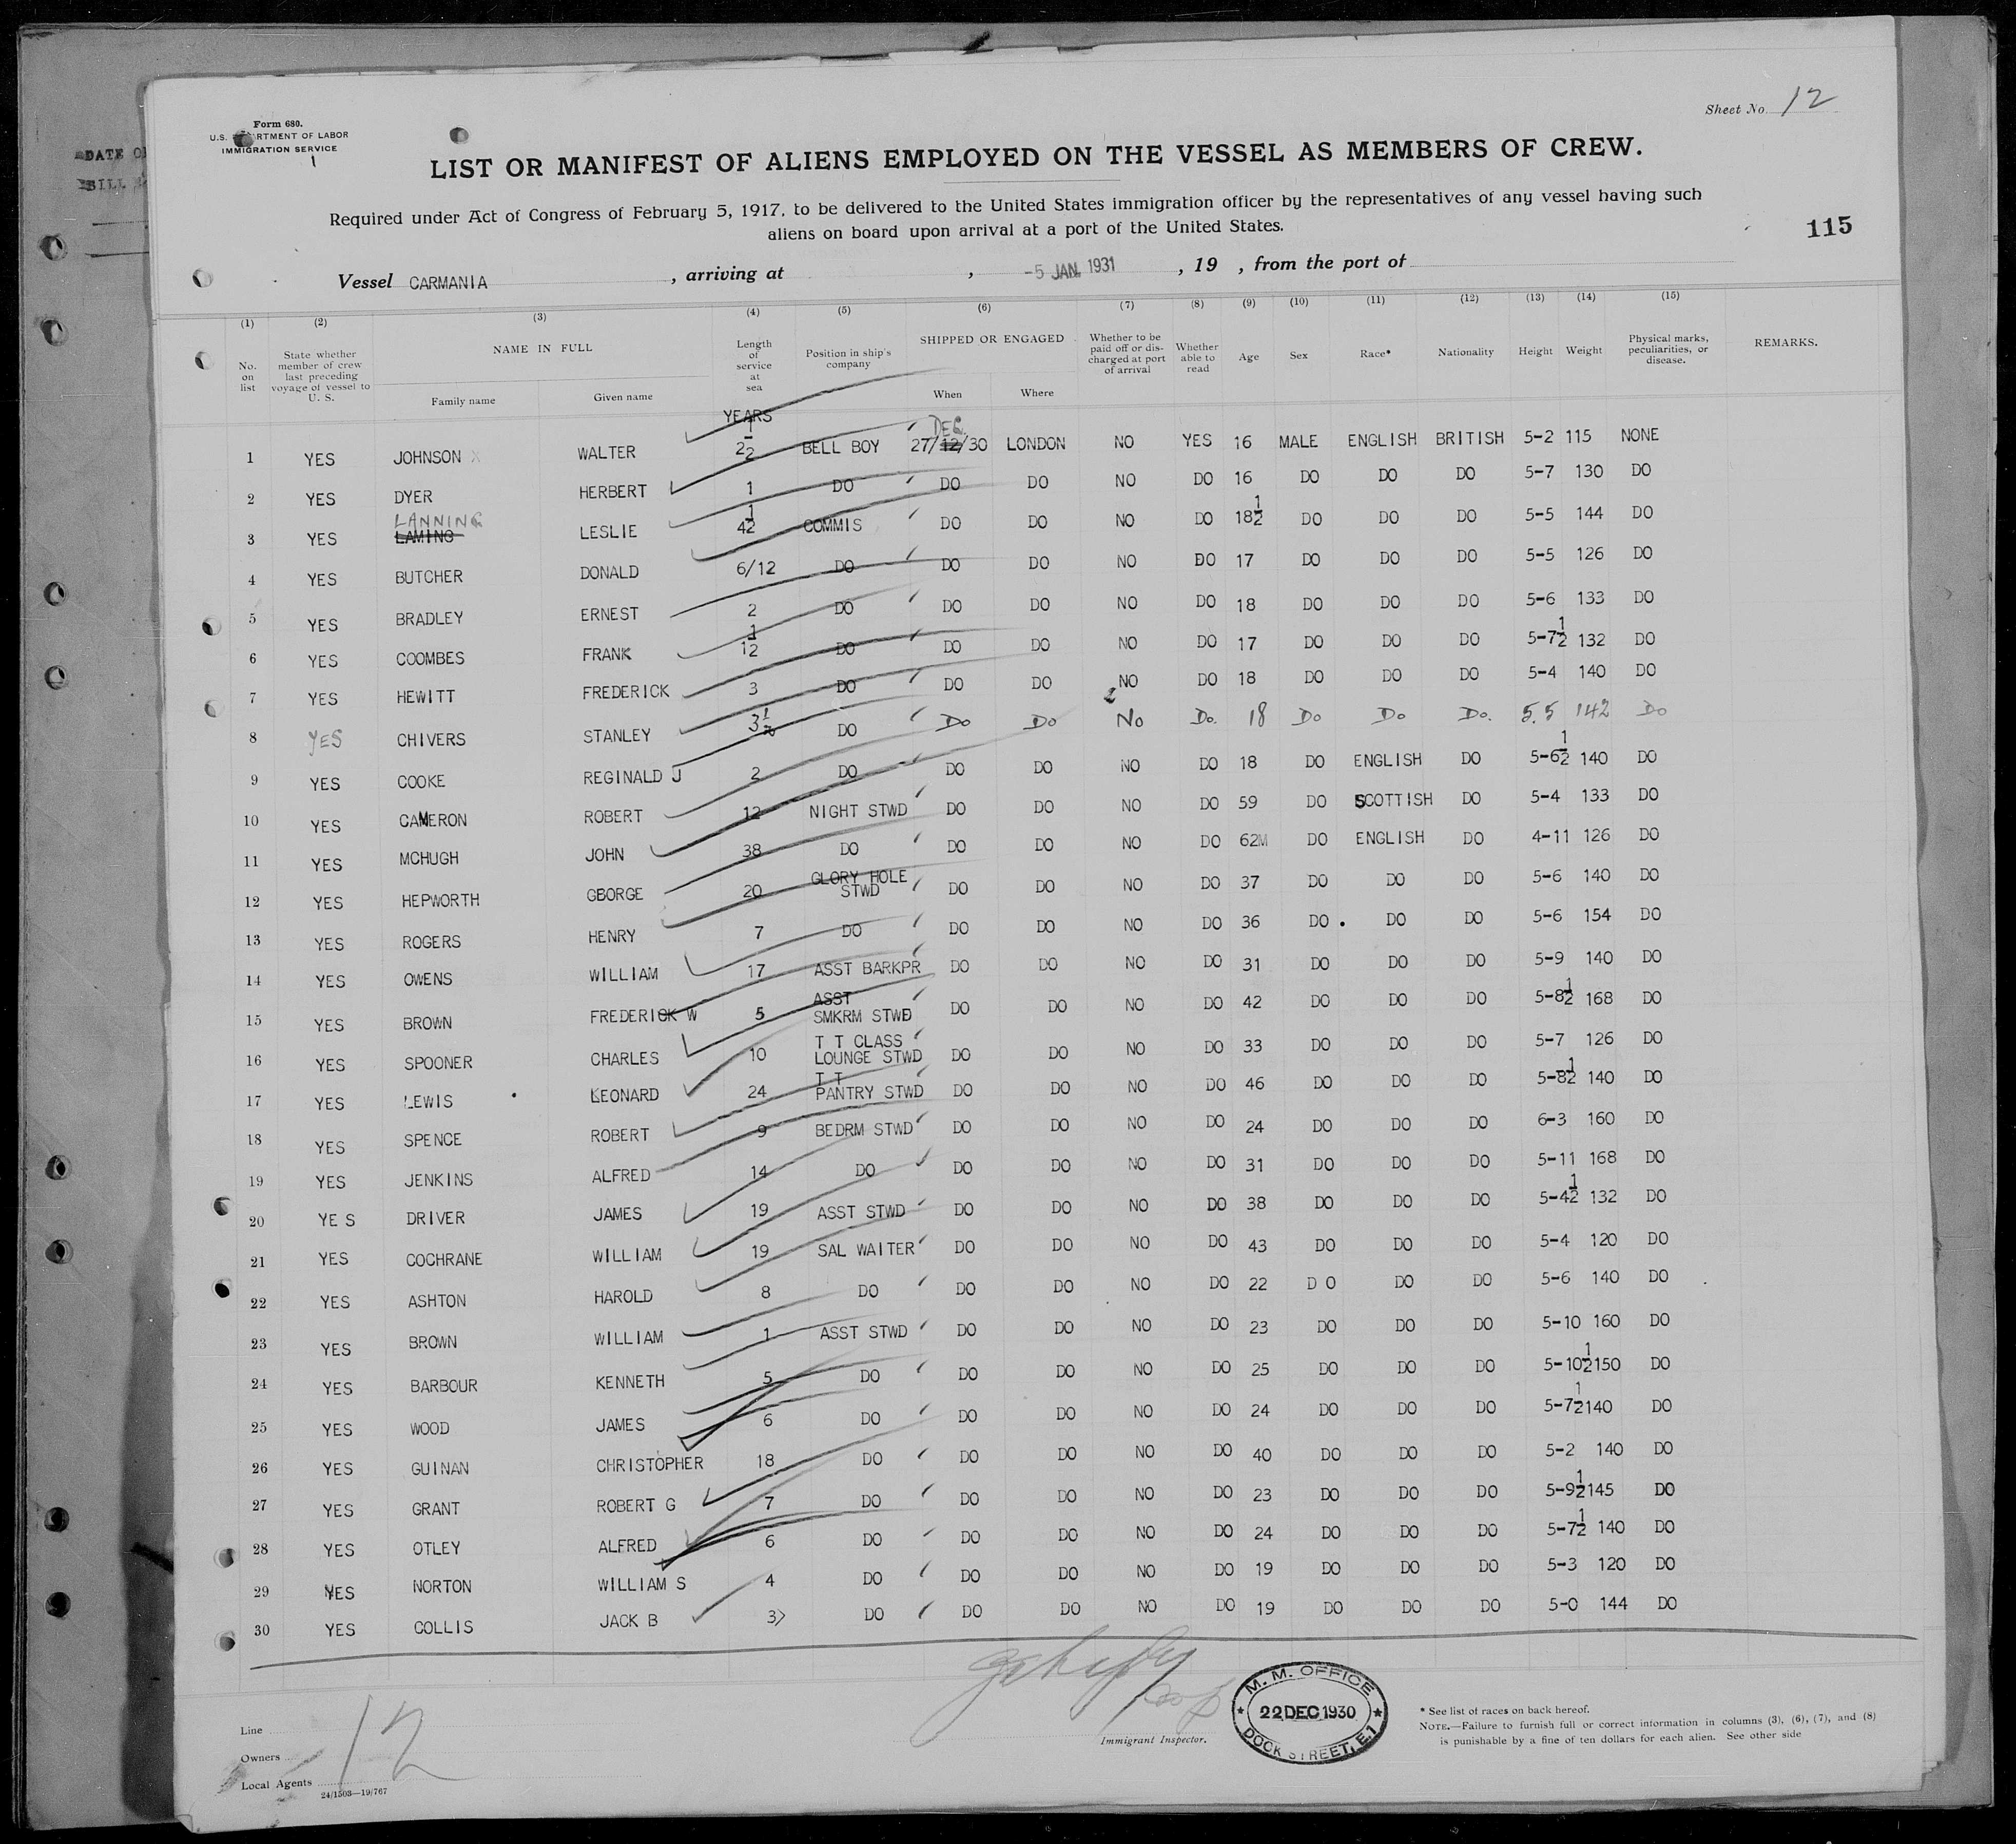 Sheet No. 12
Form 680.
U.S. DEPARTMENT OF LABOR
IMMIGRATION SERVICE
DATE
BILL
LIST OR MANIFEST OF ALIENS EMPLOYED ON THE VESSEL AS MEMBERS OF CREW.
Required under Act of Congress of February 5, 1917, to be delivered to the United States immigration officer by the representatives of any vessel having such
aliens on board upon arrival at a port of the United States.
115
Vessel CARMANIA , arriving at , -5 JAN. 1931 , 19 , from the port of
(1) (2) (3) (4) (5) (6) (7) (8) (9) (10) (11) (12) (13) (14) (15)
No. on list State whether member of crew last preceding voyage of vessel to U. S. NAME IN FULL Family name Given name Length of service at sea Position in ship's company SHIPPED OR ENGAGED When Where Whether to be paid off or discharged at port of arrival Whether able to read Age Sex Race* Nationality Height Weight Physical marks, peculiarities, or disease. REMARKS.
YEARS
1 YES JOHNSON X WALTER 2 1/2 BELL BOY 27/12/30 DEC. LONDON NO YES 16 MALE ENGLISH BRITISH 5-2 115 NONE
2 YES DYER HERBERT 1 DO DO DO NO DO 16 DO DO DO 5-7 130 DO
3 YES LAMING LANNING LESLIE 4 1/2 COMMIS DO DO NO DO 18 1/2 DO DO DO 5-5 144 DO
4 YES BUTCHER DONALD 6/12 DO DO DO NO DO 17 DO DO DO 5-5 126 DO
5 YES BRADLEY ERNEST 2 DO DO DO NO DO 18 DO DO DO 5-6 133 DO
6 YES COOMBES FRANK 1 1/2 DO DO DO NO DO 17 DO DO DO 5-7 1/2 132 DO
7 YES HEWITT FREDERICK 3 DO DO DO NO DO 18 DO DO DO 5-4 140 DO
8 YES CHIVERS STANLEY 3 1/2 DO Do Do No Do. 18 Do Do Do. 5.5 142 Do
9 YES COOKE REGINALD J 2 DO DO DO NO DO 18 DO ENGLISH DO 5-6 1/2 140 DO
10 YES CAMERON ROBERT 12 NIGHT STWD DO DO NO DO 59 DO SCOTTISH DO 5-4 133 DO
11 YES MCHUGH JOHN 38 DO DO DO NO DO 62M DO ENGLISH DO 4-11 126 DO
12 YES HEPWORTH GBORGE 20 GLORY HOLE STWD DO DO NO DO 37 DO DO DO 5-6 140 DO
13 YES ROGERS HENRY 7 DO DO DO NO DO 36 DO. DO DO 5-6 154 DO
14 YES OWENS WILLIAM 17 ASST BARKPR DO DO NO DO 31 DO DO DO 5-9 140 DO
15 YES BROWN FREDERICK W 5 ASST SMKRM STWD DO DO NO DO 42 DO DO DO 5-8 1/2 168 DO
16 YES SPOONER CHARLES 10 T T CLASS LOUNGE STWD DO DO NO DO 33 DO DO DO 5-7 126 DO
17 YES LEWIS LEONARD 24 T T PANTRY STWD DO DO NO DO 46 DO DO DO 5-8 1/2 140 DO
18 YES SPENCE ROBERT 9 BEDRM STWD DO DO NO DO 24 DO DO DO 6-3 160 DO
19 YES JENKINS ALFRED 14 DO DO DO NO DO 31 DO DO DO 5-11 168 DO
20 YE S DRIVER JAMES 19 ASST STWD DO DO NO DO 38 DO DO DO 5-4 1/2 132 DO
21 YES COCHRANE WILLIAM 19 SAL WAITER DO DO NO DO 43 DO DO DO 5-4 120 DO
22 YES ASHTON HAROLD 8 DO DO DO NO DO 22 D O DO DO 5-6 140 DO
23 YES BROWN WILLIAM 1 ASST STWD DO DO NO DO 23 DO DO DO 5-10 160 DO
24 YES BARBOUR KENNETH 5 DO DO DO NO DO 25 DO DO DO 5-10 1/2 150 DO
25 YES WOOD JAMES 6 DO DO DO NO DO 24 DO DO DO 5-7 1/2 140 DO
26 YES GUINAN CHRISTOPHER 18 DO DO DO NO DO 40 DO DO DO 5-2 140 DO
27 YES GRANT ROBERT G 7 DO DO DO NO DO 23 DO DO DO 5-9 1/2 145 DO
28 YES OTLEY ALFRED 6 DO DO DO NO DO 24 DO DO DO 5-7 1/2 140 DO
29 YES NORTON WILLIAM S 4 DO DO DO NO DO 19 DO DO DO 5-3 120 DO
30 YES COLLIS JACK B 3 DO DO DO NO DO 19 DO DO DO 5-0 144 DO
Line
Owners
Local Agents
12
24/1503—19/767
Immigrant Inspector.
M. M. OFFICE
22 DEC 1930
DOCK STREET, E.1
* See list of races on back hereof.
NOTE.—Failure to furnish full or correct information in columns (3), (6), (7), and (8)
is punishable by a fine of ten dollars for each alien. See other side